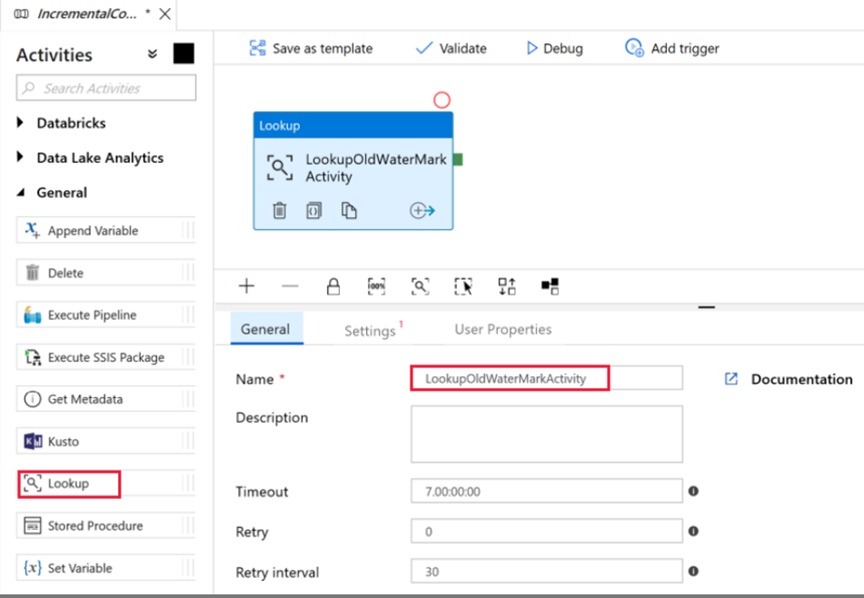 IncrementalCo... *
Activities
Search Activities
Databricks
Data Lake Analytics
General
Append Variable
Delete
Execute Pipeline
Execute SSIS Package
Get Metadata
Kusto
Lookup
Stored Procedure
{x} Set Variable
Save as template
Validate
Debug
Add trigger
Lookup
LookupOldWaterMark
Activity
100%
General
Settings 1
User Properties
Name *
LookupOldWaterMarkActivity
Documentation
Description
Timeout
7.00:00:00
Retry
0
Retry interval
30